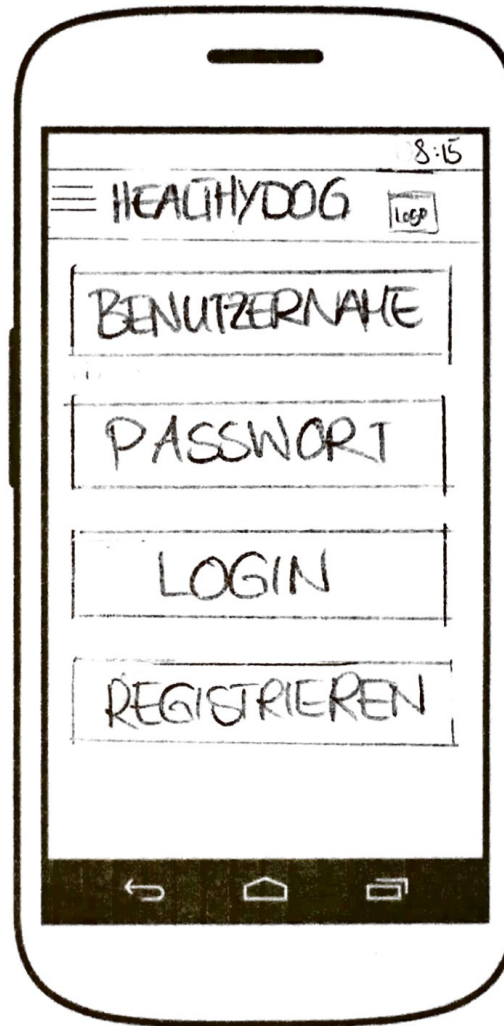 8:15
HEALTHYDOG LOGO
BENUTZERNAME
PASSWORT
LOGIN
REGISTRIEREN